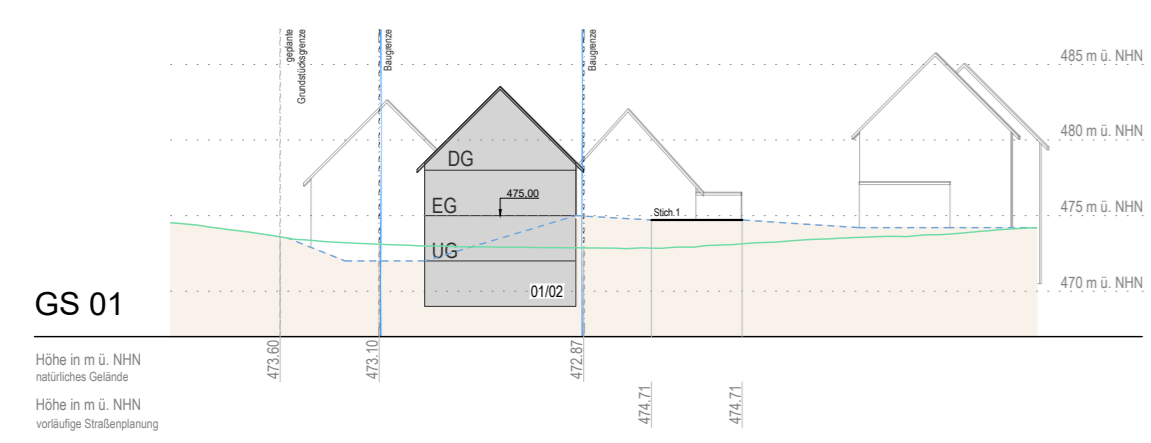 geplante
Grundstücksgrenze
Baugrenze
Baugrenze
485 m ü. NHN
480 m ü. NHN
DG
475.00
EG
Stich.1
475 m ü. NHN
UG
01/02
470 m ü. NHN
GS 01
Höhe in m ü. NHN
natürliches Gelände
473.60
473.10
472.87
Höhe in m ü. NHN
vorläufige Straßenplanung
474.71
474.71